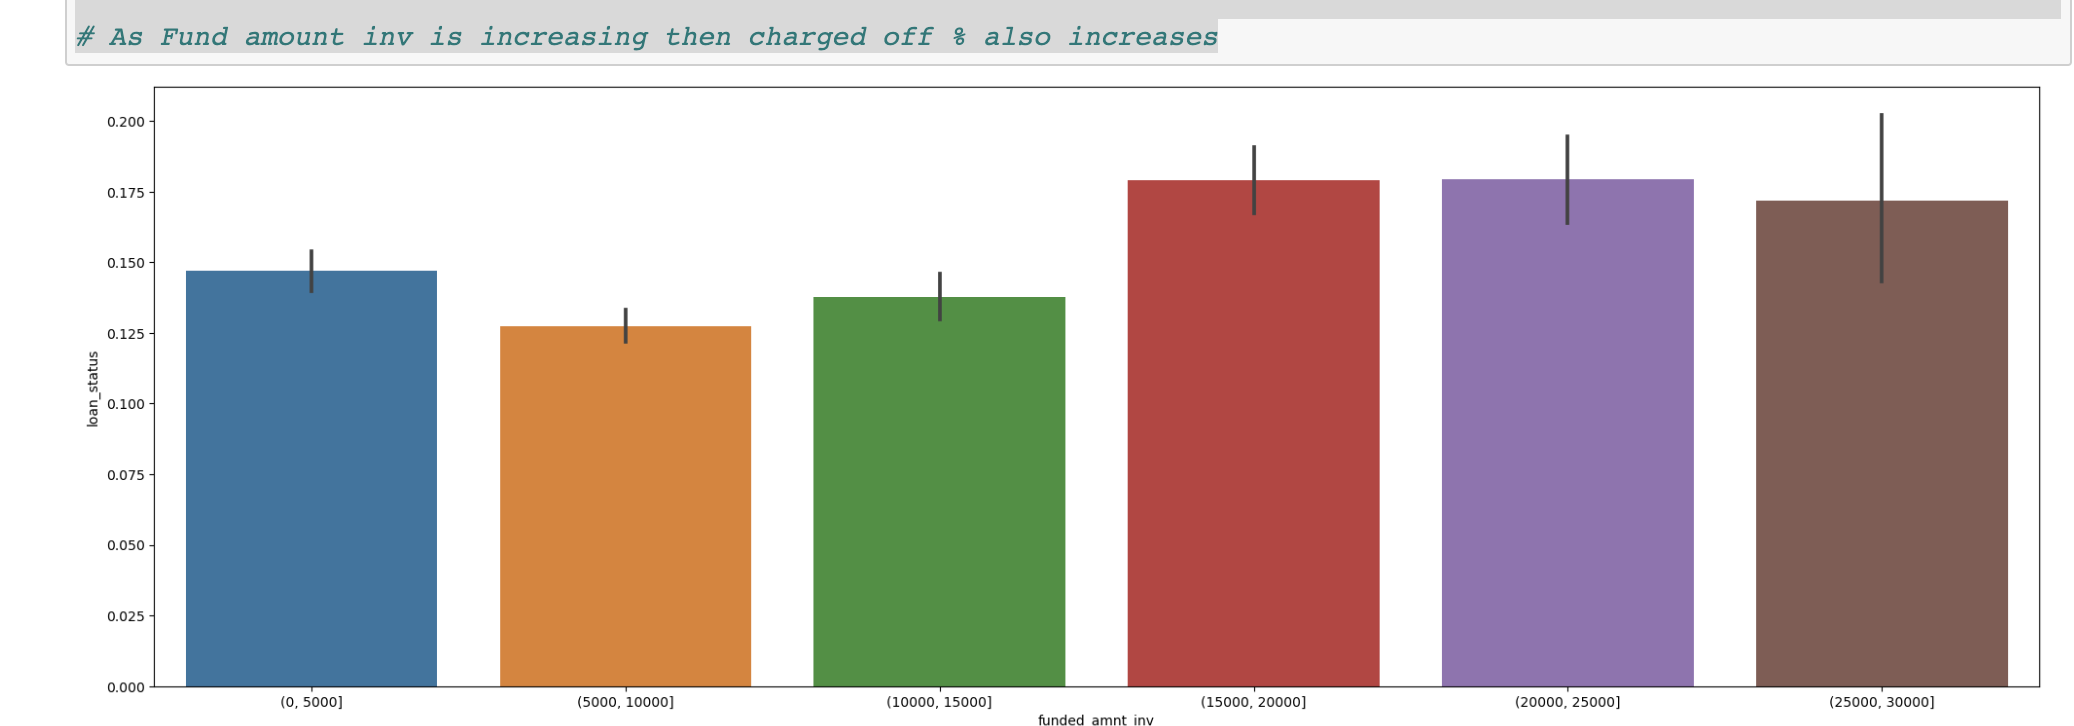 # As Fund amount inv is increasing then charged off % also increases
0.200
0.175
0.150
0.125
0.100
0.075
0.050
0.025
0.000
loan_status
(0, 5000] (5000, 10000] (10000, 15000] (15000, 20000] (20000, 25000] (25000, 30000]
funded_amnt_inv